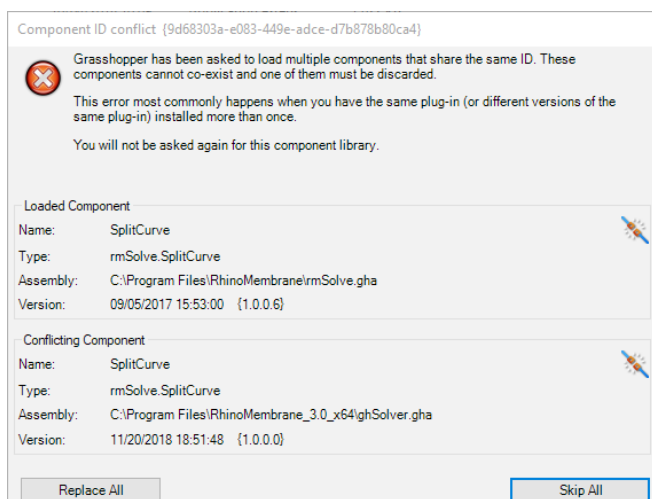 Component ID conflict {9d68303a-e083-449e-adce-d7b878b80ca4}
Grasshopper has been asked to load multiple components that share the same ID. These
components cannot co-exist and one of them must be discarded.
This error most commonly happens when you have the same plug-in (or different versions of the
same plug-in) installed more than once.
You will not be asked again for this component library.
Loaded Component
Name: SplitCurve
Type: rmSolve.SplitCurve
Assembly: C:\Program Files\RhinoMembrane\rmSolve.gha
Version: 09/05/2017 15:53:00 {1.0.0.6}
Conflicting Component
Name: SplitCurve
Type: rmSolve.SplitCurve
Assembly: C:\Program Files\RhinoMembrane_3.0_x64\ghSolver.gha
Version: 11/20/2018 18:51:48 {1.0.0.0}
Replace All Skip All